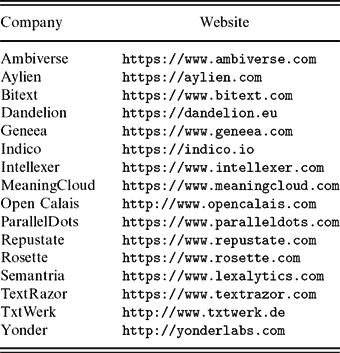 Company Website
Ambiverse https://www.ambiverse.com
Aylien https://aylien.com
Bitext https://www.bitext.com
Dandelion https://dandelion.eu
Geneea https://www.geneea.com
Indico https://indico.io
Intellexer https://www.intellexer.com
MeaningCloud https://www.meaningcloud.com
Open Calais http://www.opencalais.com
ParallelDots https://www.paralleldots.com
Repustate https://www.repustate.com
Rosette https://www.rosette.com
Semantria https://www.lexalytics.com
TextRazor https://www.textrazor.com
TxtWerk http://www.txtwerk.de
Yonder http://yonderlabs.com